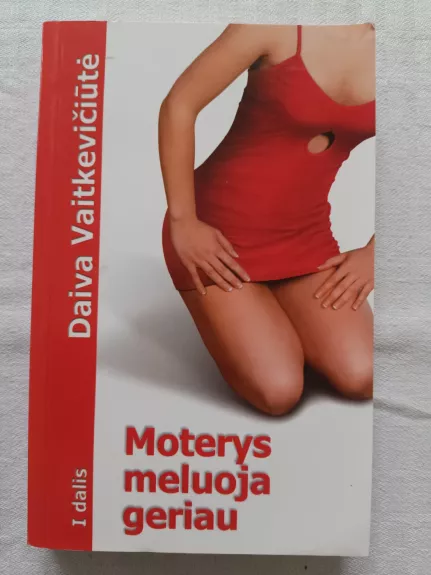 Daiva Vaitkevičiūtė
I dalis
Moterys
meluoja
geriau